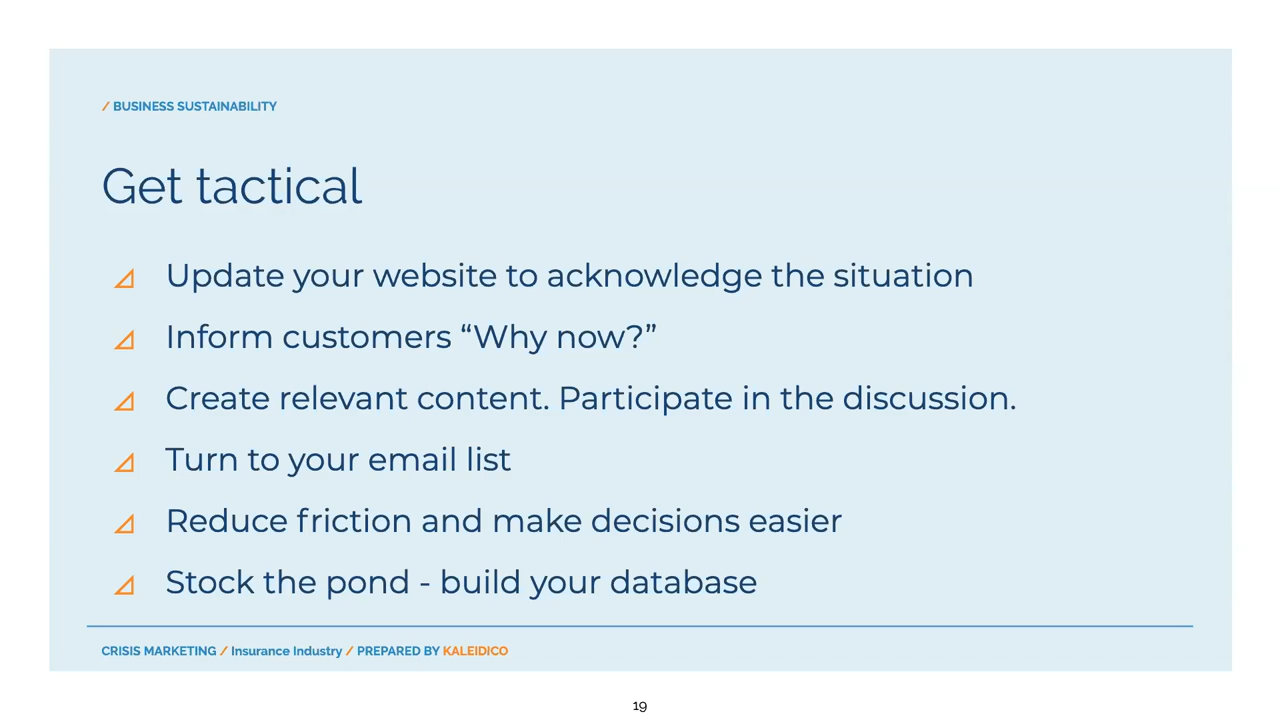 / BUSINESS SUSTAINABILITY
Get tactical
Update your website to acknowledge the situation
Inform customers “Why now?”
Create relevant content. Participate in the discussion.
Turn to your email list
Reduce friction and make decisions easier
Stock the pond - build your database
CRISIS MARKETING / Insurance Industry / PREPARED BY KALEIDICO
19